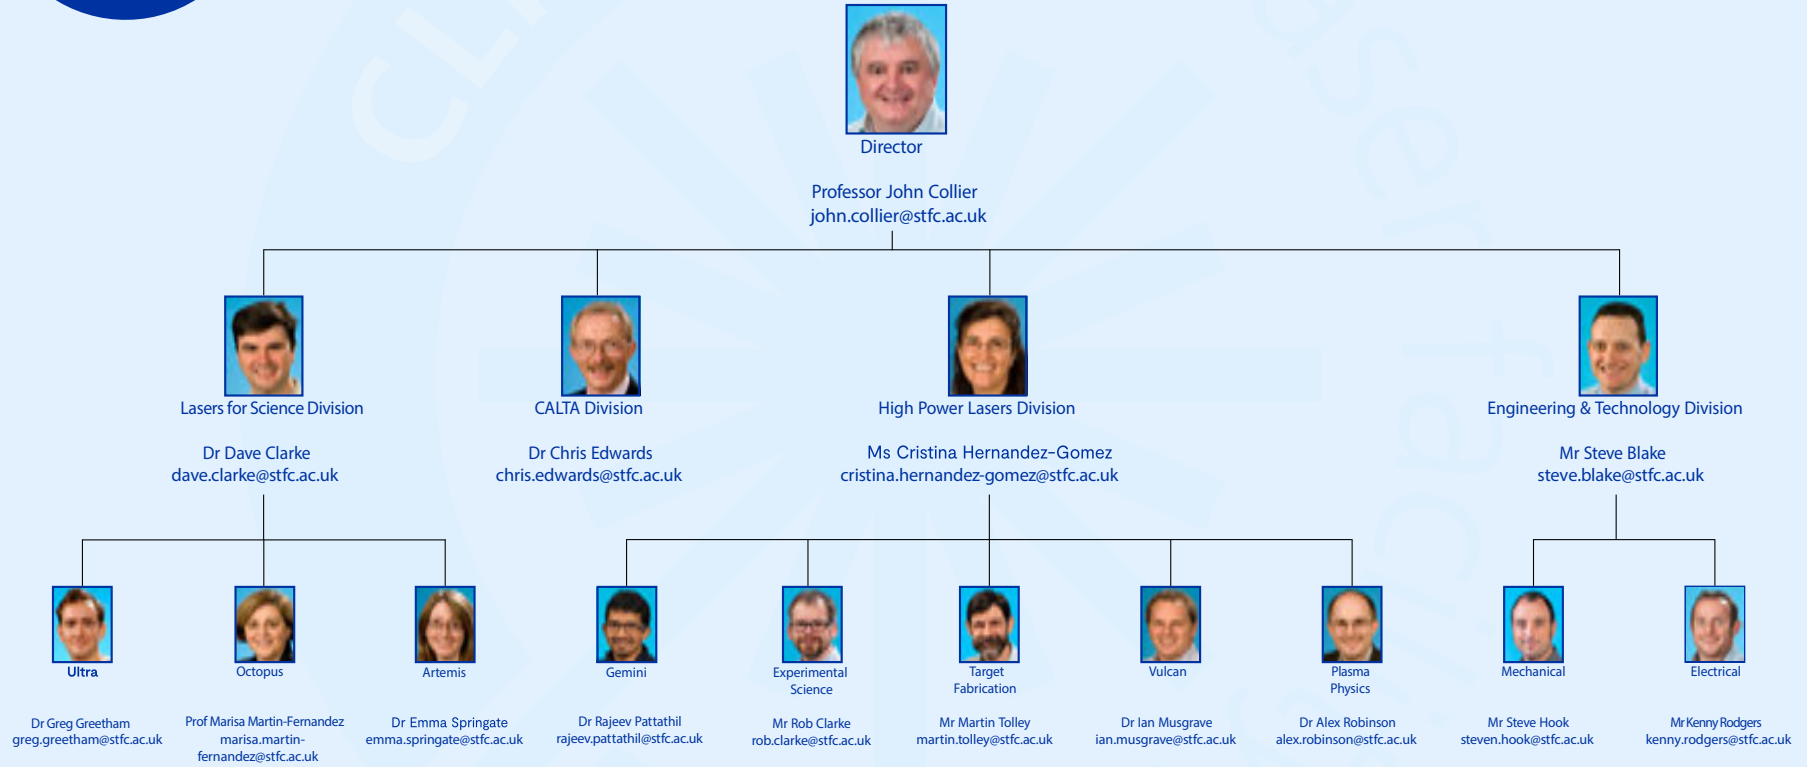 Director
Professor John Collier
john.collier@stfc.ac.uk
Lasers for Science Division
Dr Dave Clarke
dave.clarke@stfc.ac.uk
CALTA Division
Dr Chris Edwards
chris.edwards@stfc.ac.uk
High Power Lasers Division
Ms Cristina Hernandez-Gomez
cristina.hernandez-gomez@stfc.ac.uk
Engineering & Technology Division
Mr Steve Blake
steve.blake@stfc.ac.uk
Ultra
Dr Greg Greetham
greg.greetham@stfc.ac.uk
Octopus
Prof Marisa Martin-Fernandez
marisa.martin-
fernandez@stfc.ac.uk
Artemis
Dr Emma Springate
emma.springate@stfc.ac.uk
Gemini
Dr Rajeev Pattathil
rajeev.pattathil@stfc.ac.uk
Experimental
Science
Mr Rob Clarke
rob.clarke@stfc.ac.uk
Target
Fabrication
Mr Martin Tolley
martin.tolley@stfc.ac.uk
Vulcan
Dr Ian Musgrave
ian.musgrave@stfc.ac.uk
Plasma
Physics
Dr Alex Robinson
alex.robinson@stfc.ac.uk
Mechanical
Mr Steve Hook
steven.hook@stfc.ac.uk
Electrical
Mr Kenny Rodgers
kenny.rodgers@stfc.ac.uk